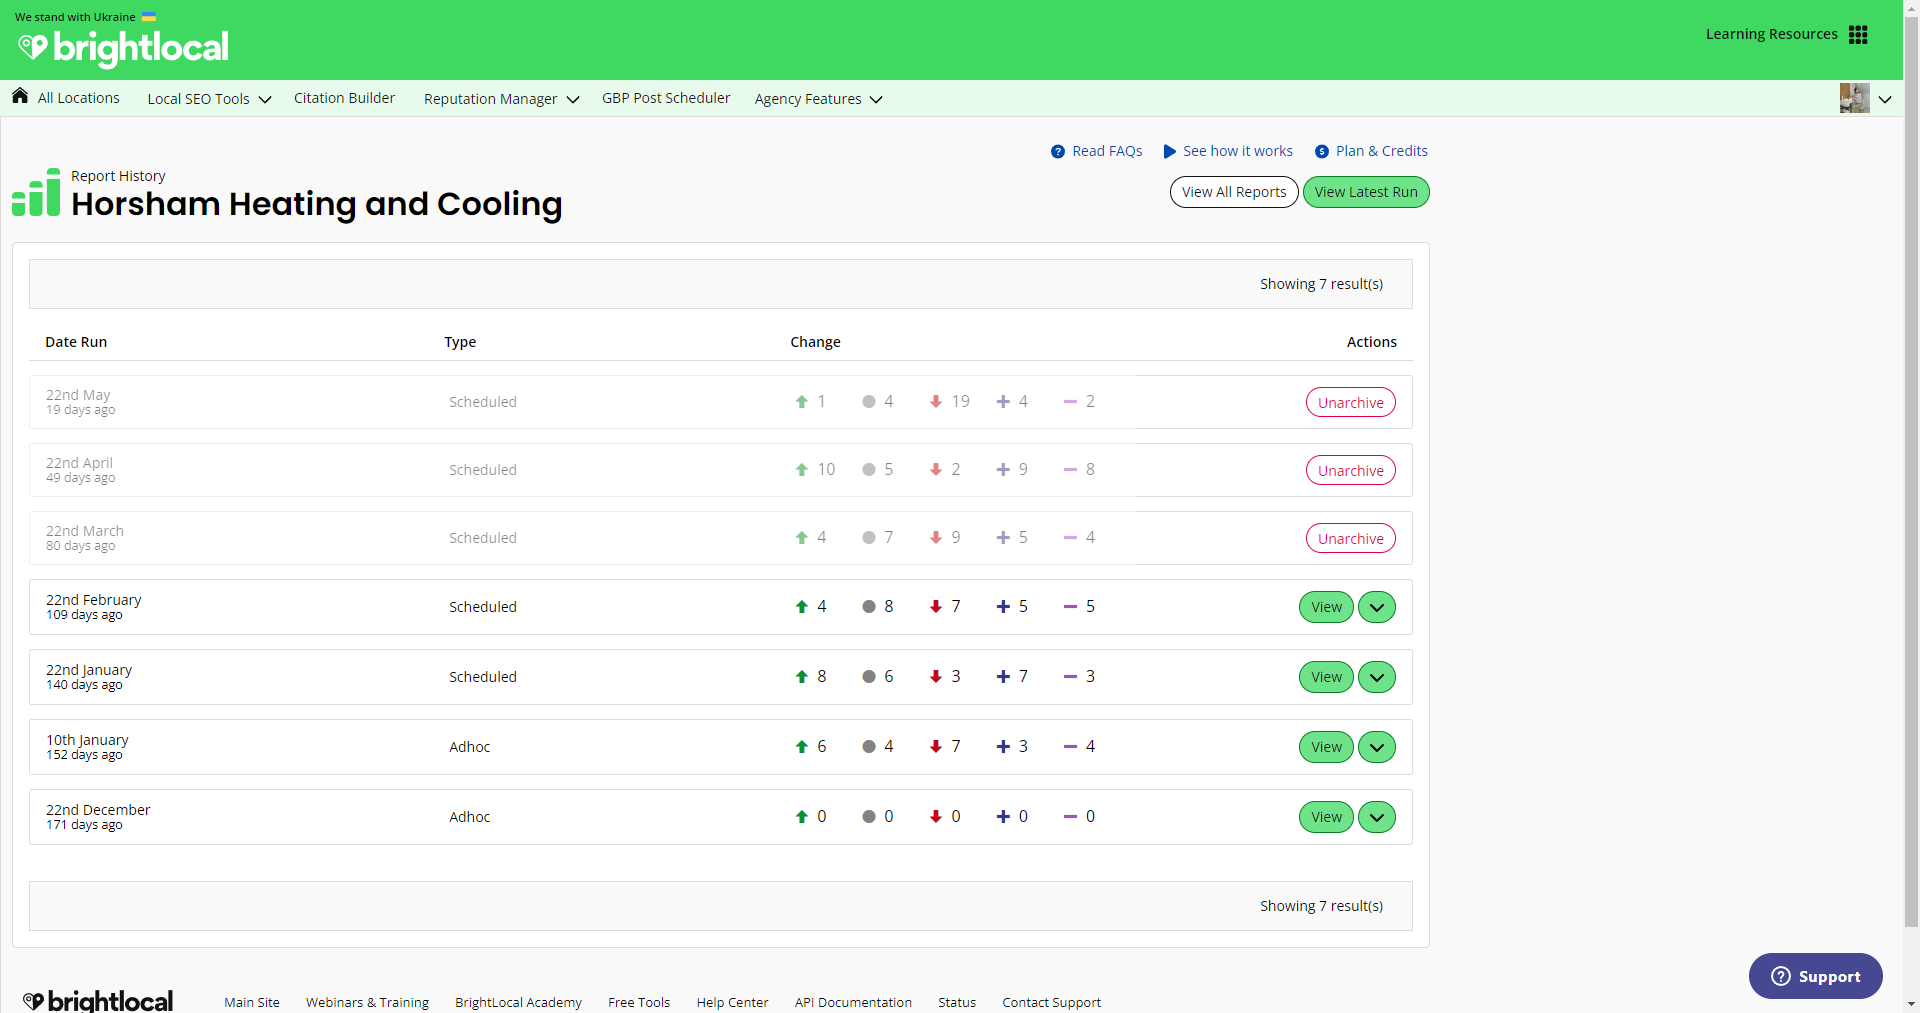 We stand with Ukraine
brightlocal
Learning Resources
All Locations
Local SEO Tools
Citation Builder
Reputation Manager
GBP Post Scheduler
Agency Features
Read FAQs
See how it works
Plan & Credits
Report History
Horsham Heating and Cooling
View All Reports
View Latest Run
Showing 7 result(s)
Date Run Type Change Actions
22nd May
19 days ago
Scheduled
1 4 19 4 2
Unarchive
22nd April
49 days ago
Scheduled
10 5 2 9 8
Unarchive
22nd March
80 days ago
Scheduled
4 7 9 5 4
Unarchive
22nd February
109 days ago
Scheduled
4 8 7 5 5
View
22nd January
140 days ago
Scheduled
8 6 3 7 3
View
10th January
152 days ago
Adhoc
6 4 7 3 4
View
22nd December
171 days ago
Adhoc
0 0 0 0 0
View
Showing 7 result(s)
Support
brightlocal
Main Site
Webinars & Training
BrightLocal Academy
Free Tools
Help Center
API Documentation
Status
Contact Support